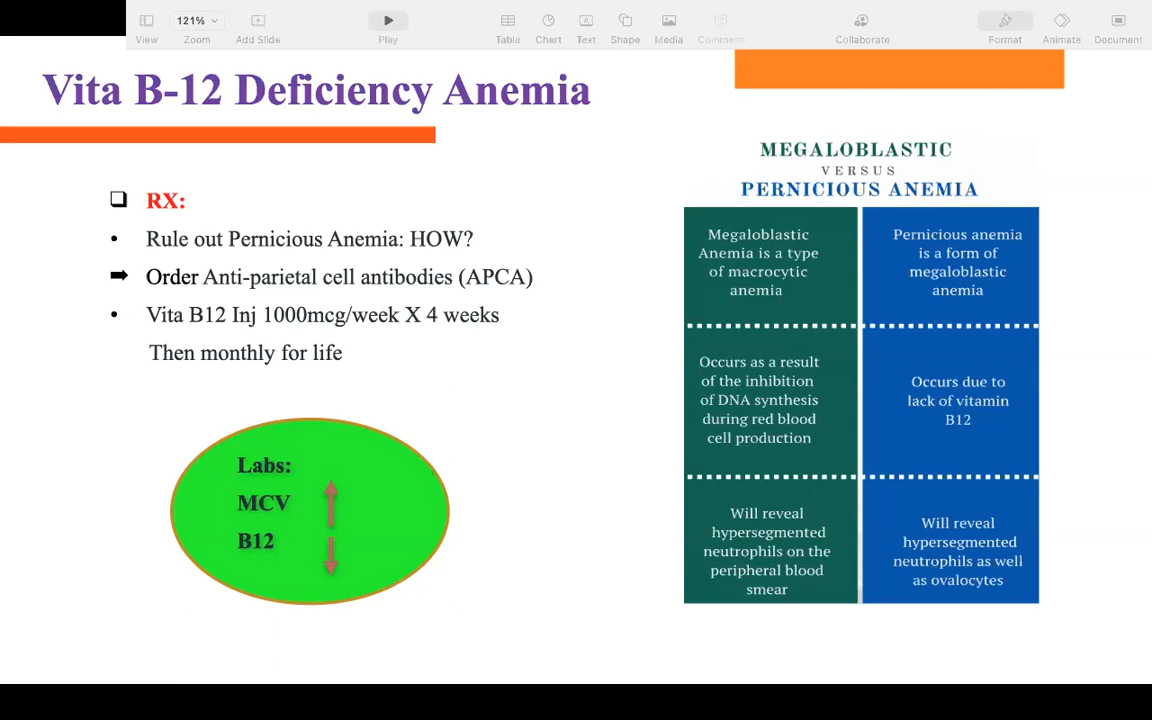 121%
View
Zoom
Add Slide
Play
Table
Chart
Text
Shape
Media
Comment
Collaborate
Format
Animate
Document
Vita B-12 Deficiency Anemia
RX:
Rule out Pernicious Anemia: HOW?
Order Anti-parietal cell antibodies (APCA)
Vita B12 Inj 1000mcg/week X 4 weeks
Then monthly for life
Labs:
MCV
B12
MEGALOBLASTIC
VERSUS
PERNICIOUS ANEMIA
Megaloblastic
Anemia is a type
of macrocytic
anemia
Pernicious anemia
is a form of
megaloblastic
anemia
Occurs as a result
of the inhibition
of DNA synthesis
during red blood
cell production
Occurs due to
lack of vitamin
B12
Will reveal
hypersegmented
neutrophils on the
peripheral blood
smear
Will reveal
hypersegmented
neutrophils as well
as ovalocytes